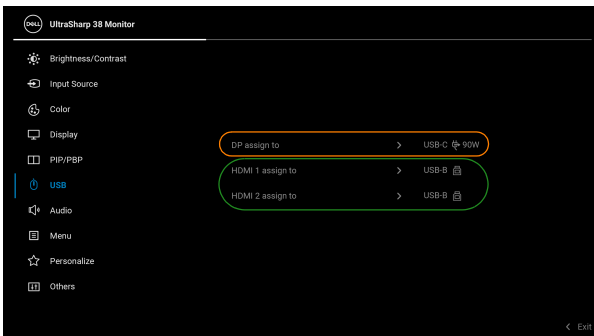 DELL UltraSharp 38 Monitor
Brightness/Contrast
Input Source
Color
Display
DP assign to > USB-C 90W
PIP/PBP
HDMI 1 assign to > USB-B
USB
HDMI 2 assign to > USB-B
Audio
Menu
Personalize
Others
< Exit